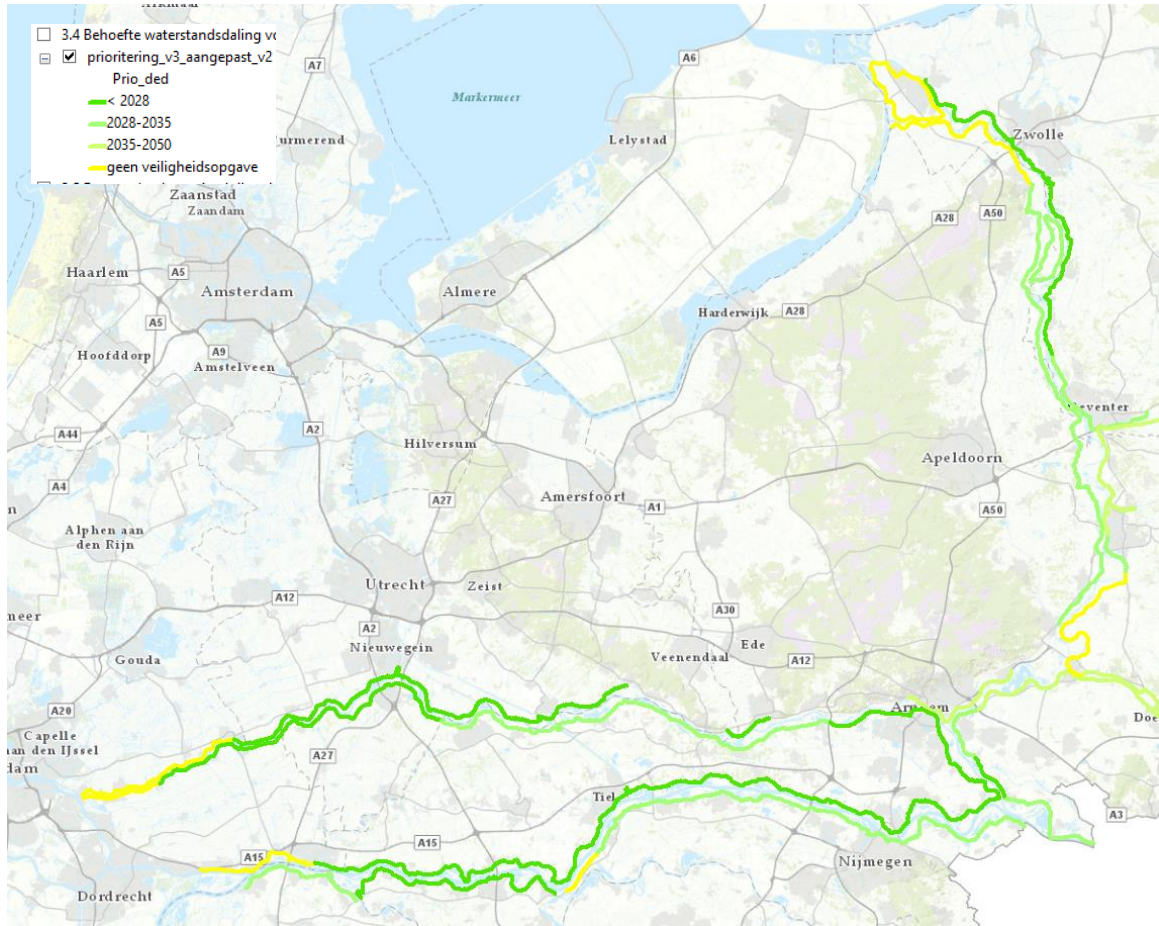 3.4 Behoefte waterstandsdaling vo
prioritering_v3_aangepast_v2
Prio_ded
< 2028
2028-2035
2035-2050
geen veiligheidsopgave
A7
A6
Markermeer
urmerend
Lelystad
Zwolle
Zaanstad
Zaandam
A28
A50
Haarlem
A5
Amsterdam
Almere
Harderwijk
A28
A5
Hoofddorp
A9
Amstelveen
A2
A44
Hilversum
eventer
Apeldoorn
A4
A27
Amersfoort
A1
A50
n
Alphen aan
den Rijn
Utrecht
Zeist
A12
A30
meer
A2
Nieuwegein
Ede
Gouda
Veenendaal
A12
A20
Arnhem
Doe
Capelle
aan den IJssel
dam
A27
Tiel
A3
A15
A15
Nijmegen
Dordrecht